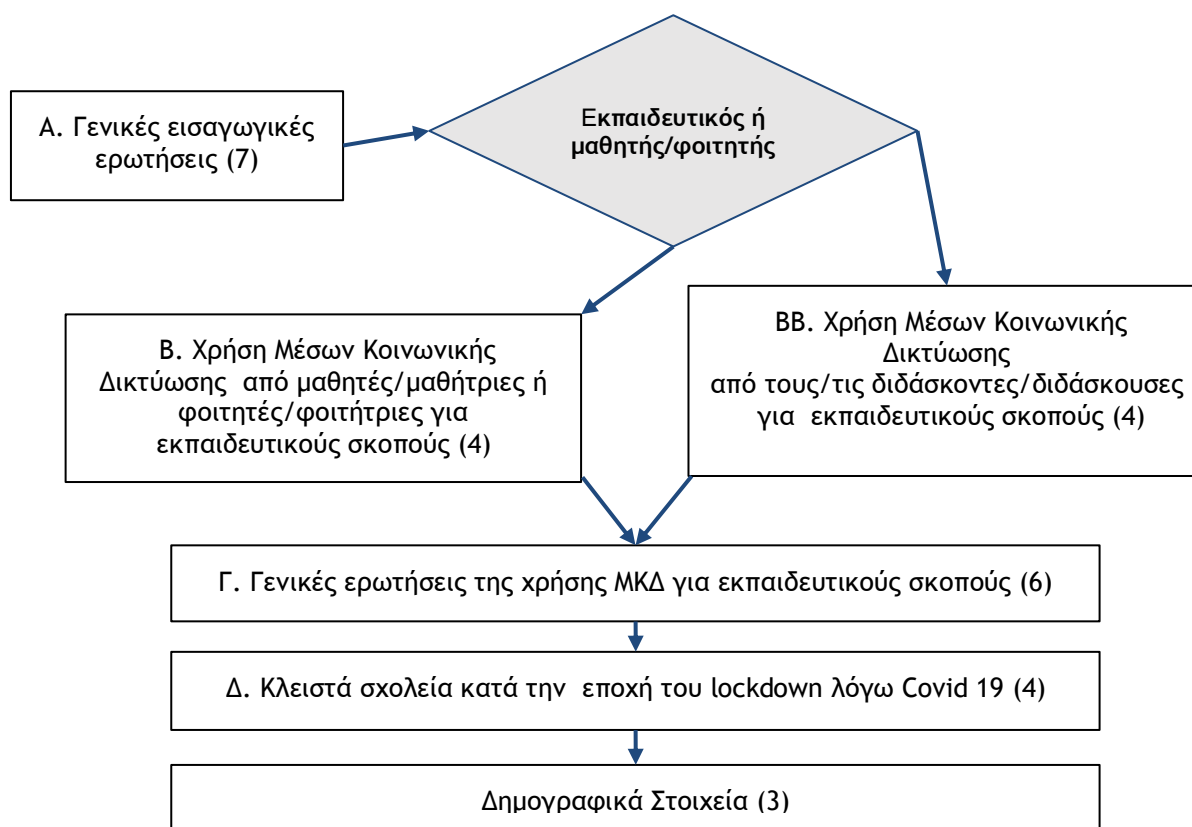 Α. Γενικές εισαγωγικές
ερωτήσεις (7)
Εκπαιδευτικός ή
μαθητής/φοιτητής
Β. Χρήση Μέσων Κοινωνικής
Δικτύωσης από μαθητές/μαθήτριες ή
φοιτητές/φοιτήτριες για
εκπαιδευτικούς σκοπούς (4)
ΒΒ. Χρήση Μέσων Κοινωνικής
Δικτύωσης
από τους/τις διδάσκοντες/διδάσκουσες
για εκπαιδευτικούς σκοπούς (4)
Γ. Γενικές ερωτήσεις της χρήσης ΜΚΔ για εκπαιδευτικούς σκοπούς (6)
Δ. Κλειστά σχολεία κατά την εποχή του lockdown λόγω Covid 19 (4)
Δημογραφικά Στοιχεία (3)